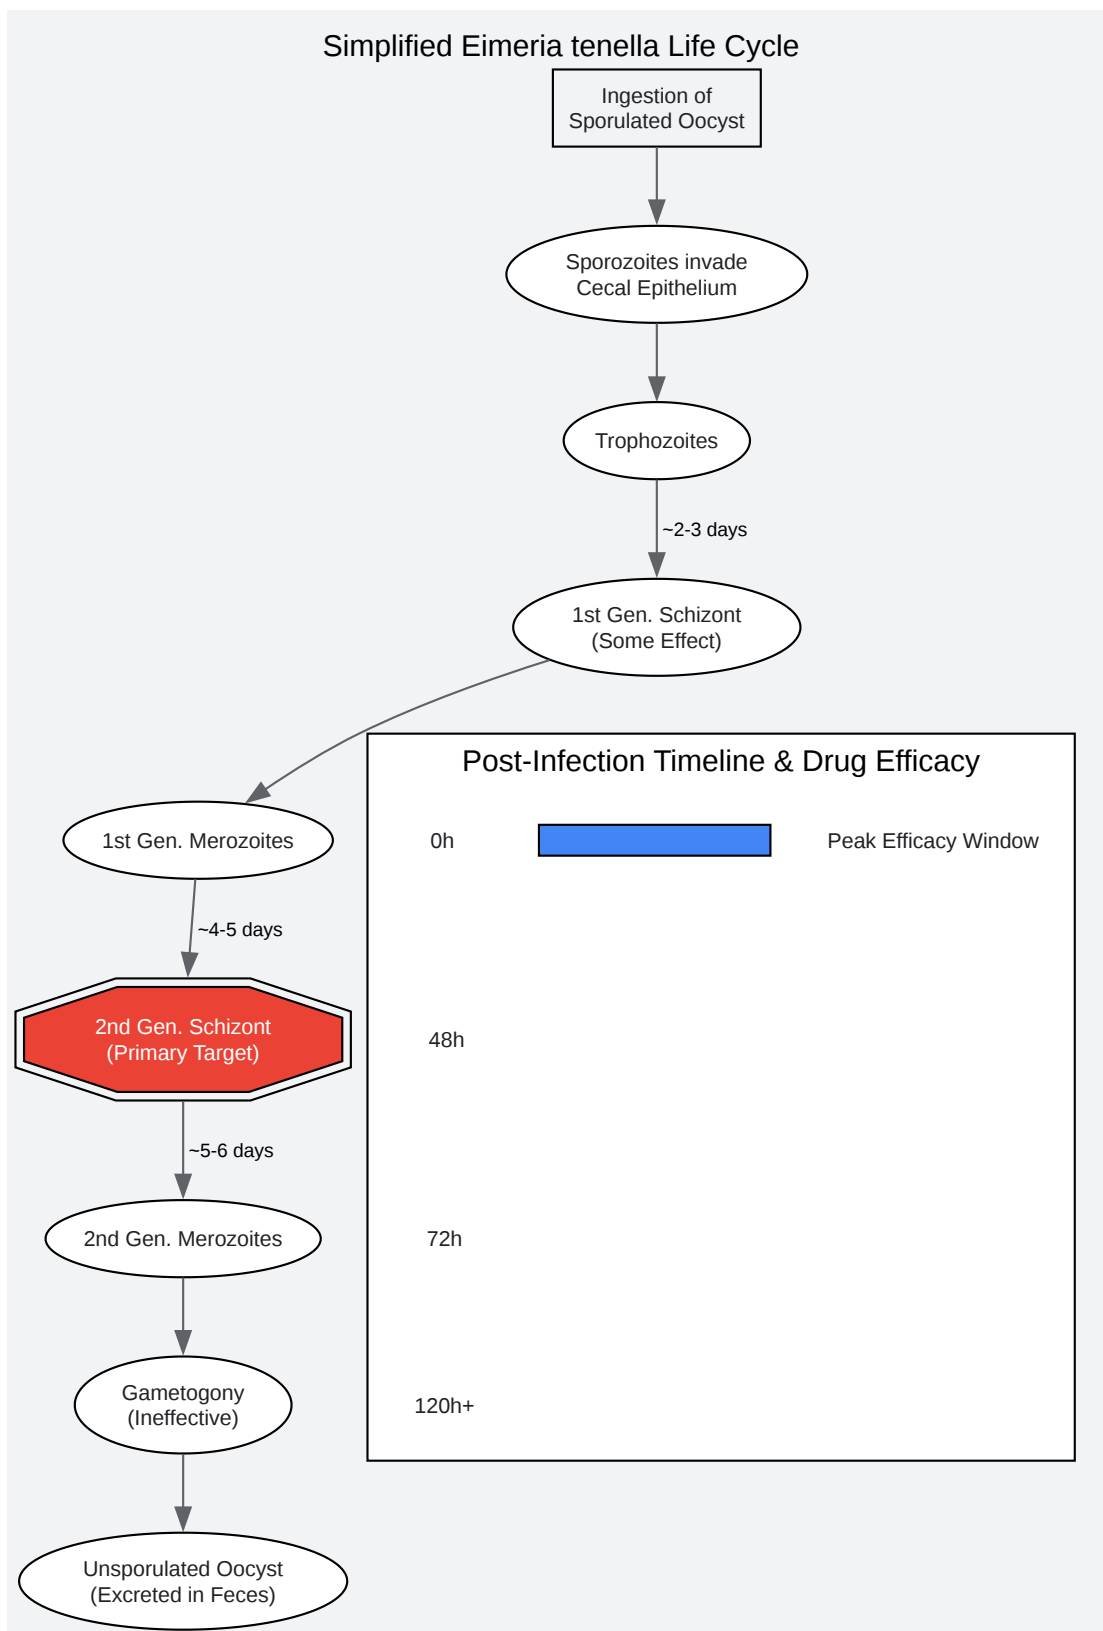 Simplified Eimeria tenella Life Cycle
Ingestion of
Sporulated Oocyst
Sporozoites invade
Cecal Epithelium
Trophozoites
~2-3 days
1st Gen. Schizont
(Some Effect)
1st Gen. Merozoites
~4-5 days
2nd Gen. Schizont
(Primary Target)
~5-6 days
2nd Gen. Merozoites
Gametogony
(Ineffective)
Unsporulated Oocyst
(Excreted in Feces)
Post-Infection Timeline & Drug Efficacy
0h
Peak Efficacy Window
48h
72h
120h+